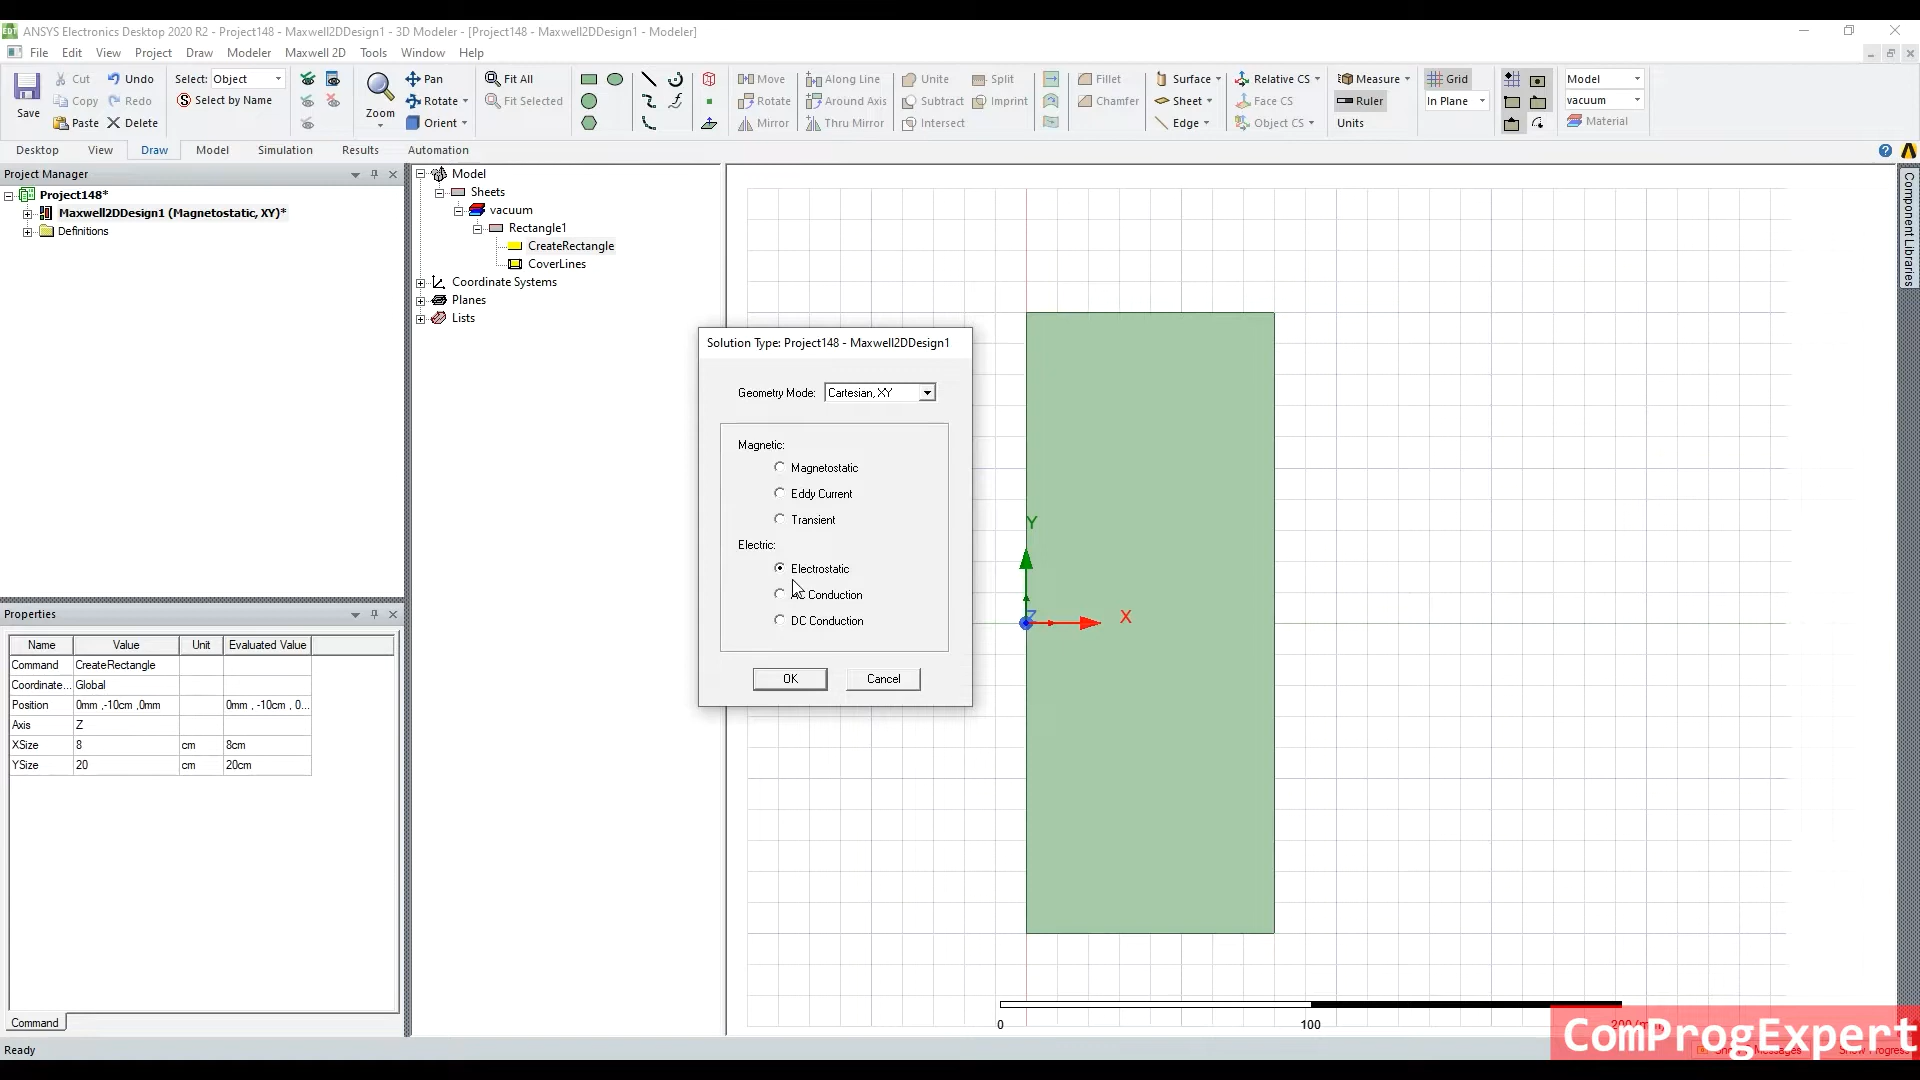 ANSYS Electronics Desktop 2020 R2 - Project148 - Maxwell2DDesign1 - 3D Modeler - [Project148 - Maxwell2DDesign1 - Modeler]
File Edit View Project Draw Modeler Maxwell 2D Tools Window Help
Save
Cut Undo
Copy Redo
Paste Delete
Select: Object
Select by Name
Zoom
Pan
Rotate
Orient
Fit All
Fit Selected
Move Along Line
Rotate Around Axis
Mirror Thru Mirror
Unite Split
Subtract Imprint
Intersect
Fillet
Chamfer
Surface
Sheet
Edge
Relative CS
Face CS
Object CS
Measure
Ruler
Units
Grid
In Plane
Model
vacuum
Material
Desktop View Draw Model Simulation Results Automation
Project Manager
Project148*
Maxwell2DDesign1 (Magnetostatic, XY)*
Definitions
Model
Sheets
vacuum
Rectangle1
CreateRectangle
CoverLines
Coordinate Systems
Planes
Lists
Component Libraries
Solution Type: Project148 - Maxwell2DDesign1
Geometry Mode: Cartesian, XY
Magnetic:
Magnetostatic
Eddy Current
Transient
Electric:
Electrostatic
Conduction
DC Conduction
OK Cancel
Y
Z
X
0 100
Properties
Name Value Unit Evaluated Value
Command CreateRectangle
Coordinate... Global
Position 0mm ,-10cm ,0mm 0mm , -10cm , 0...
Axis Z
XSize 8 cm 8cm
YSize 20 cm 20cm
Command
Ready
ComProgExpert